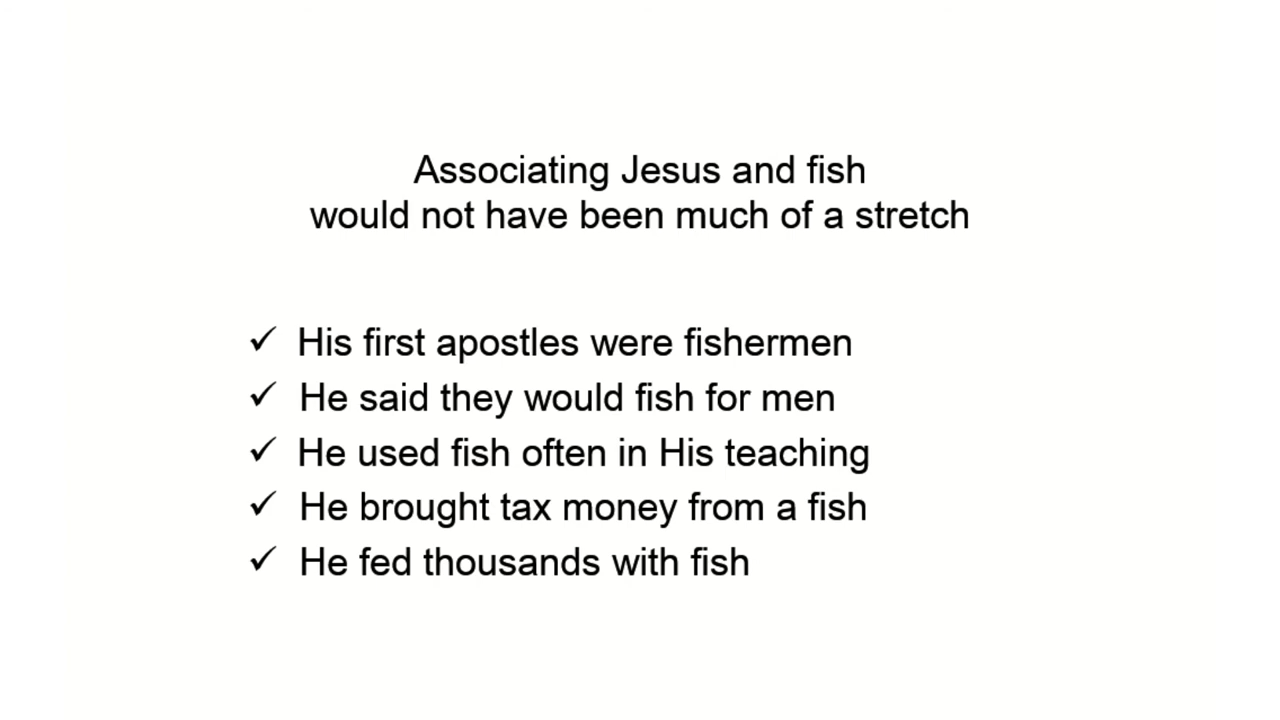 Associating Jesus and fish
would not have been much of a stretch
✓ His first apostles were fishermen
✓ He said they would fish for men
✓ He used fish often in His teaching
✓ He brought tax money from a fish
✓ He fed thousands with fish